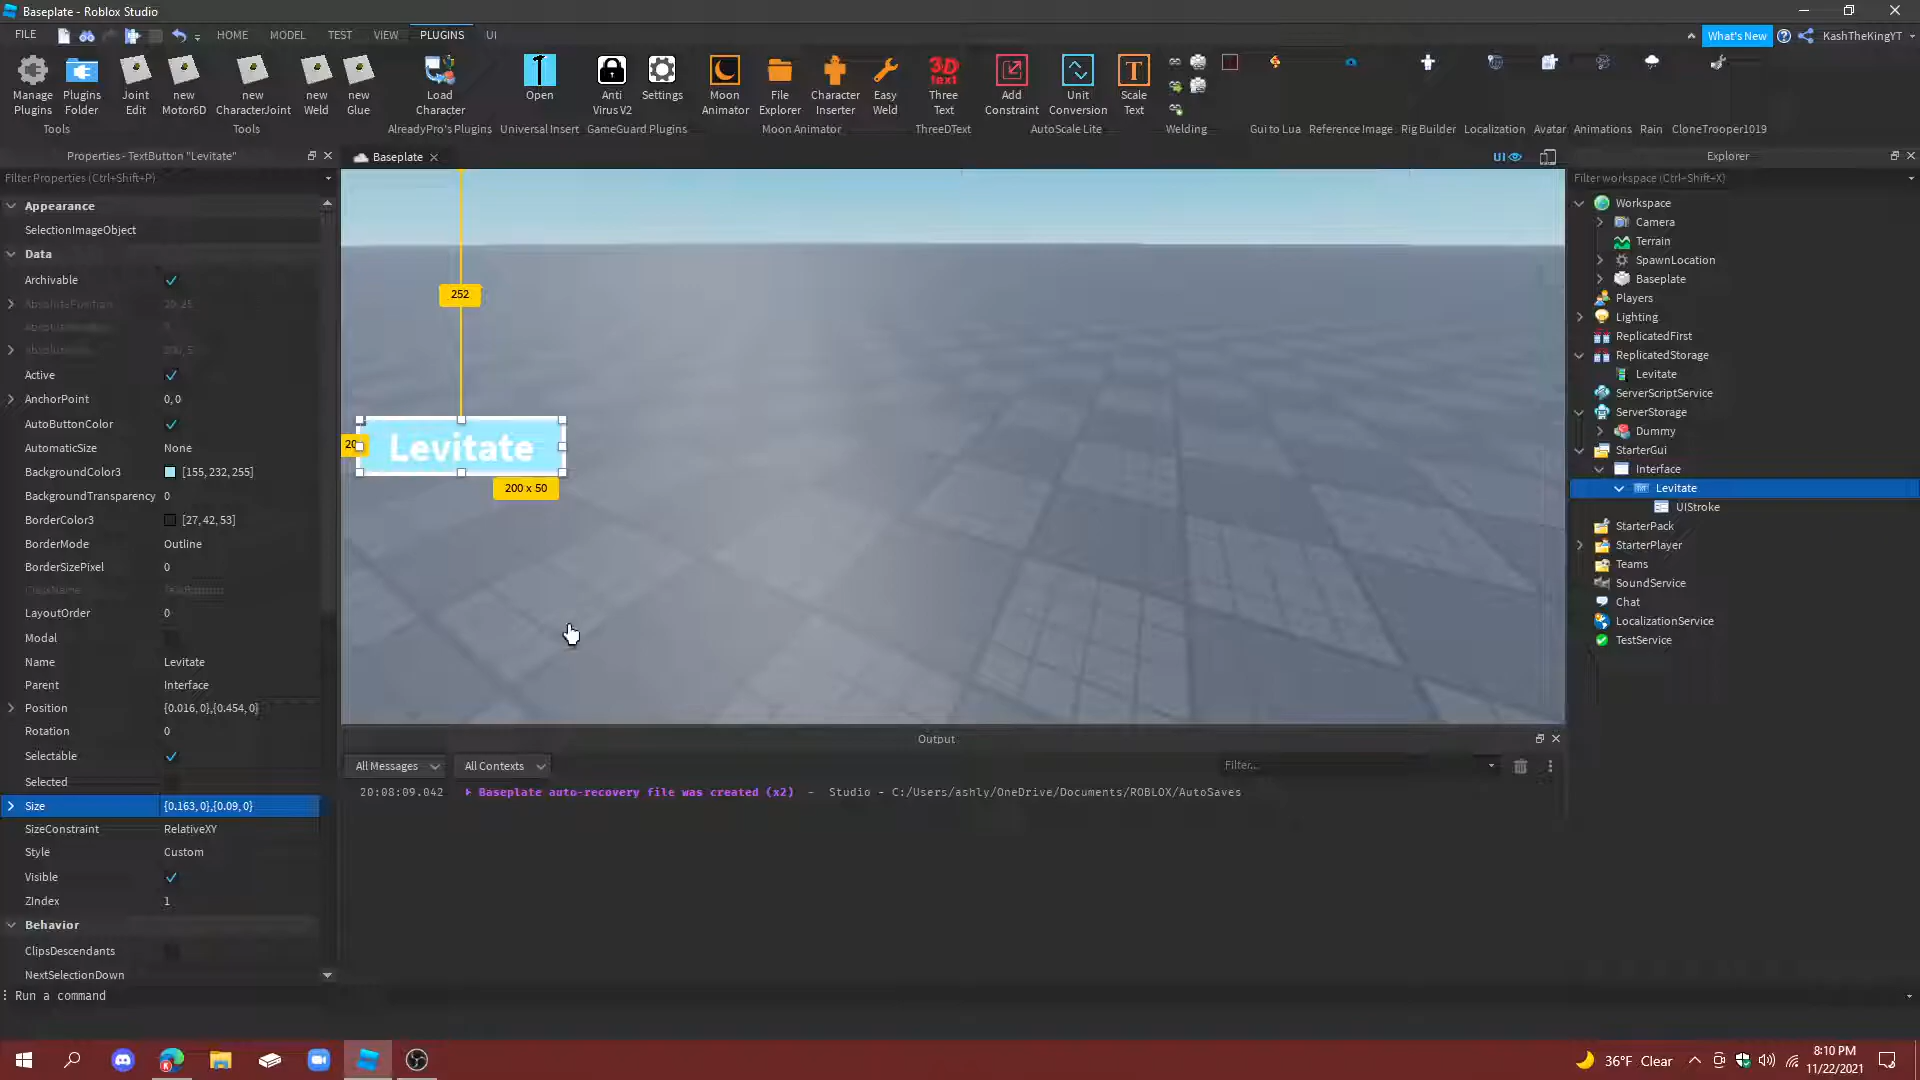 Baseplate - Roblox Studio
FILE HOME MODEL TEST VIEW PLUGINS UI What's New KashTheKingYT
Manage Plugins
Plugins Folder
Joint Edit
new Motor6D
new CharacterJoint
new Weld
new Glue
Load Character
Open
Anti Virus V2
Settings
Moon Animator
File Explorer
Character Inserter
Easy Weld
3D text
Three Text
Add Constraint
Unit Conversion
T
Scale Text
Tools Tools AlreadyPro's Plugins Universal Insert GameGuard Plugins Moon Animator ThreeDText AutoScale Lite Welding Gui to Lua Reference Image Rig Builder Localization Avatar Animations Rain CloneTrooper1019
Properties - TextButton "Levitate"
Filter Properties (Ctrl+Shift+P)
Appearance
SelectionImageObject
Data
Archivable
Active
AnchorPoint 0, 0
AutoButtonColor
AutomaticSize None
BackgroundColor3 [155, 232, 255]
BackgroundTransparency 0
BorderColor3 [27, 42, 53]
BorderMode Outline
BorderSizePixel 0
LayoutOrder 0
Modal
Name Levitate
Parent Interface
Position {0.016, 0},{0.454, 0}
Rotation 0
Selectable
Selected
Size {0.163, 0},{0.09, 0}
SizeConstraint RelativeXY
Style Custom
Visible
ZIndex 1
Behavior
ClipsDescendants
NextSelectionDown
Run a command
Baseplate
UI
252
20
Levitate
200 x 50
Output
All Messages All Contexts Filter...
20:08:09.042 Baseplate auto-recovery file was created (x2) - Studio - C:/Users/ashly/OneDrive/Documents/ROBLOX/AutoSaves
Explorer
Filter workspace (Ctrl+Shift+X)
Workspace
Camera
Terrain
SpawnLocation
Baseplate
Players
Lighting
ReplicatedFirst
ReplicatedStorage
Levitate
ServerScriptService
ServerStorage
Dummy
StarterGui
Interface
Levitate
UIStroke
StarterPack
StarterPlayer
Teams
SoundService
Chat
LocalizationService
TestService
36°F Clear
8:10 PM
11/22/2021